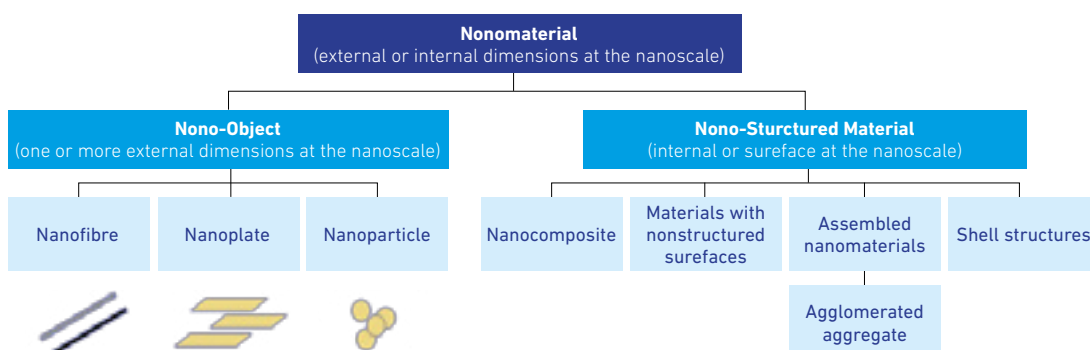 Nonomaterial
(external or internal dimensions at the nanoscale)
Nono-Object
(one or more external dimensions at the nanoscale)
Nono-Sturctured Material
(internal or sureface at the nanoscale)
Nanofibre
Nanoplate
Nanoparticle
Nanocomposite
Materials with
nonstructured
surefaces
Assembled
nanomaterials
Shell structures
Agglomerated
aggregate